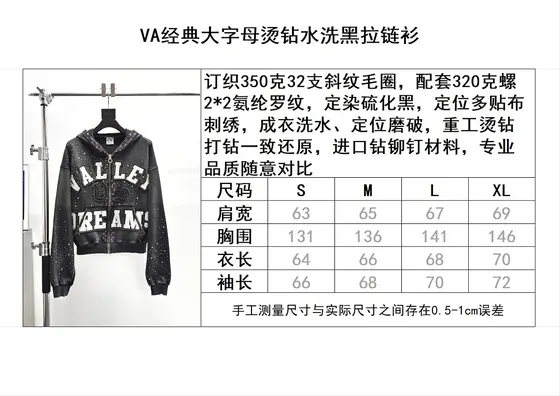 VA经典大字母烫钻水洗黑拉链衫
VALLEY
DREAMS
订织350克32支斜纹毛圈，配套320克螺
2*2氨纶罗纹，定染硫化黑，定位多贴布
刺绣，成衣洗水、定位磨破，重工烫钻
打钻一致还原，进口钻铆钉材料，专业
品质随意对比
尺码 S M L XL
肩宽 63 65 67 69
胸围 131 136 141 146
衣长 64 66 68 70
袖长 66 68 70 72
手工测量尺寸与实际尺寸之间存在0.5-1cm误差